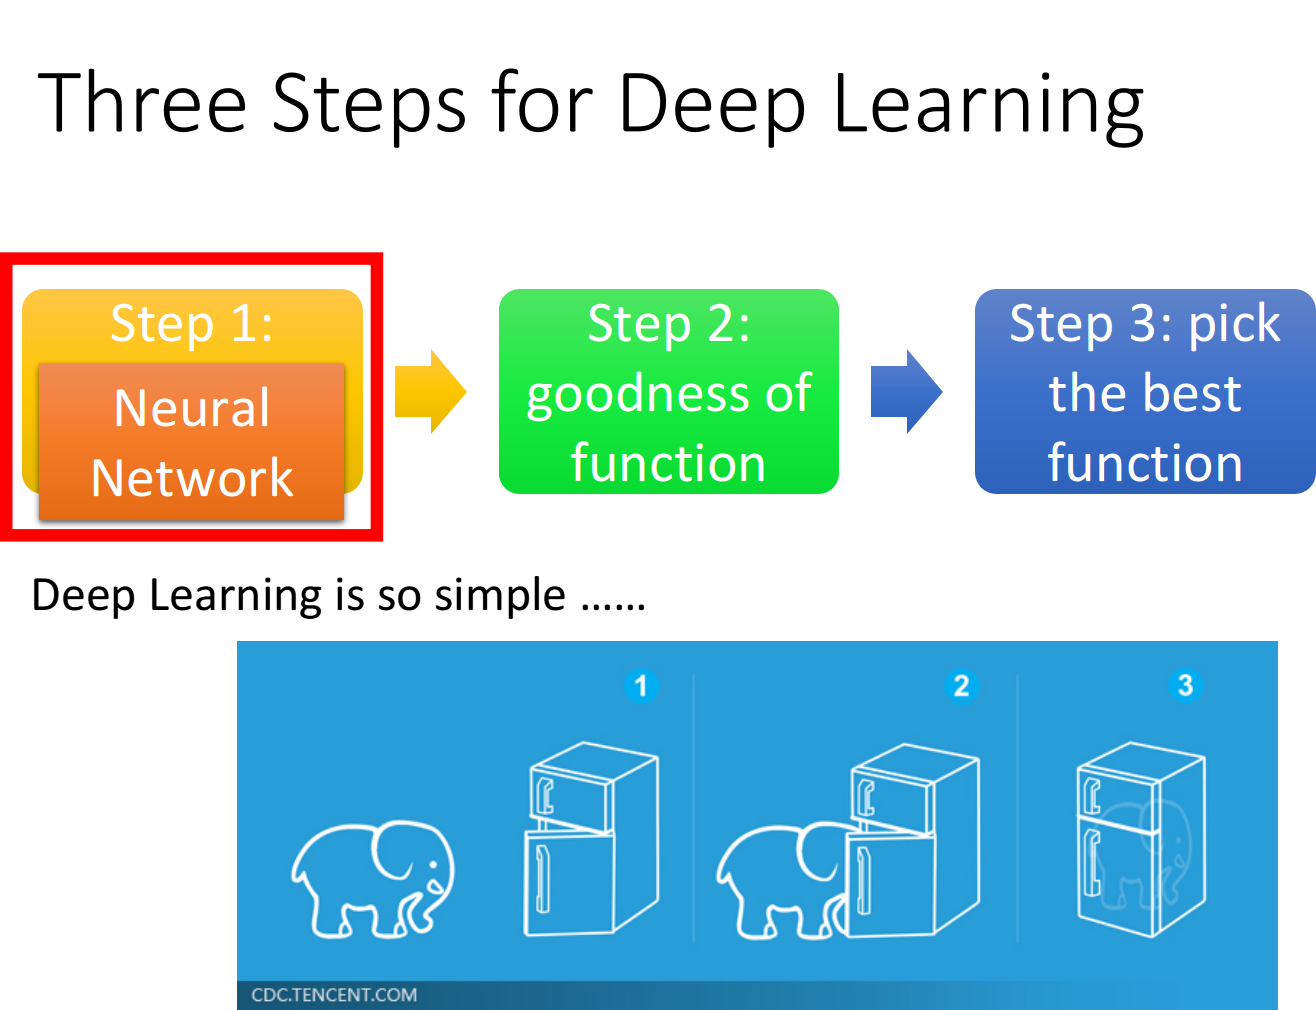 Three Steps for Deep Learning
Step 1:
Neural
Network
Step 2:
goodness of
function
Step 3: pick
the best
function
Deep Learning is so simple ……
1
2
3
CDC.TENCENT.COM